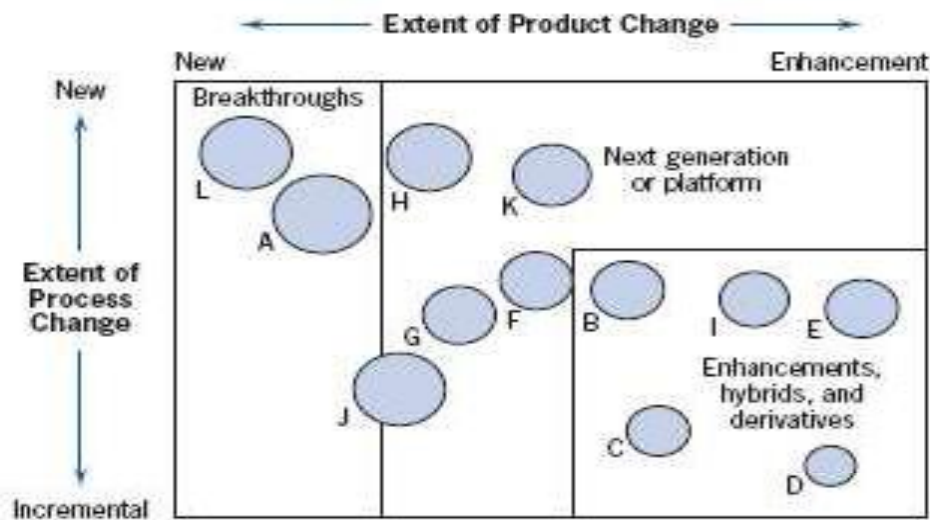 Extent of Product Change
New
Enhancement
New
Breakthroughs
Next generation
or platform
L
H
K
A
Extent of
Process
Change
G
F
B
I
E
Enhancements,
hybrids, and
derivatives
J
C
D
Incremental